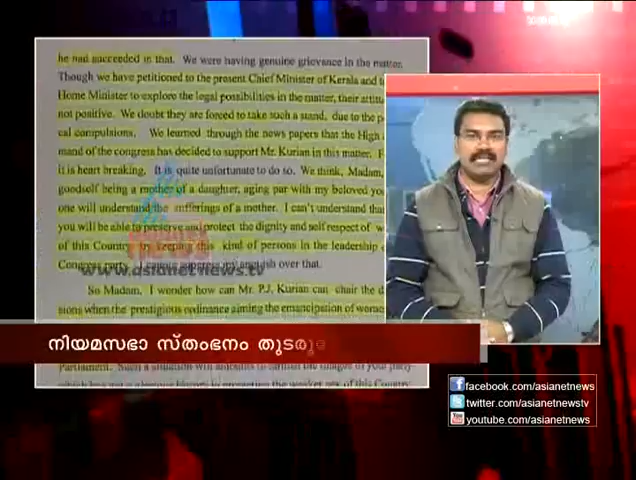 he had succeeded in that. We were having genuine grievance in the matter.
Though we have petitioned to the present Chief Minister of Kerala and
Home Minister to explore the legal possibilities in the matter, their
not positive. We doubt they are forced to take such a stand, due to the
cal compulsions. We learned through the news papers that the High
mand of the congress has decided to support Mr. Kurian in this matter.
it is heart breaking. It is quite unfortunate to do so. We think, Madam,
goodself being a mother of a daughter, aging par with my beloved
one will understand the sufferings of a mother. I can't understand
you will be able to preserve and protect the dignity and self respect of
of this Country by keeping this kind of persons in the leadership
Congress party. over that.
www.asianetnews.tv
So Madam, I wonder how can Mr. P.J. Kurian can chair the
sions when the prestigious ordinance aiming the emancipation of
നിയമസഭാ സ്തംഭനം തുടരു
Parliament. Such a situation will
facebook.com/asianetnews
twitter.com/asianetnewstv
youtube.com/asianetnews